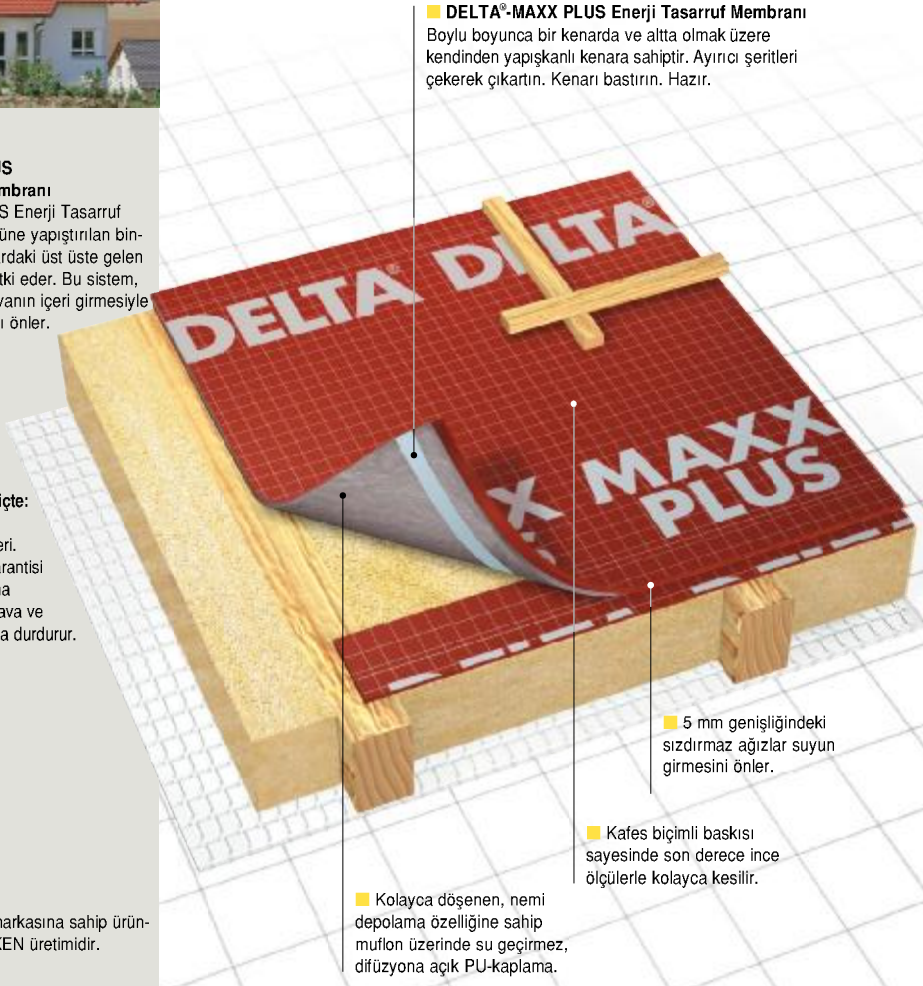 DELTA®-MAXX PLUS Enerji Tasarruf Membranı
Boylu boyunca bir kenarda ve altta olmak üzere
kendinden yapışkanlı kenara sahiptir. Ayırıcı şeritleri
çekerek çıkartın. Kenarı bastırın. Hazır.
S Enerji Tasarruf
üne yapıştırılan bin-
rdaki üst üste gelen
tki eder. Bu sistem,
vanın içeri girmesiyle
ı önler.
içte:
eri.
arantisi
ava ve
a durdurur.
markasına sahip ürün-
KEN üretimidir.
DELTA® DELTA®
X MAXX
PLUS
5 mm genişliğindeki
sızdırmaz ağızlar suyun
girmesini önler.
Kafes biçimli baskısı
sayesinde son derece ince
ölçülerle kolayca kesilir.
Kolayca döşenen, nemi
depolama özelliğine sahip
muflon üzerinde su geçirmez,
difüzyona açık PU-kaplama.